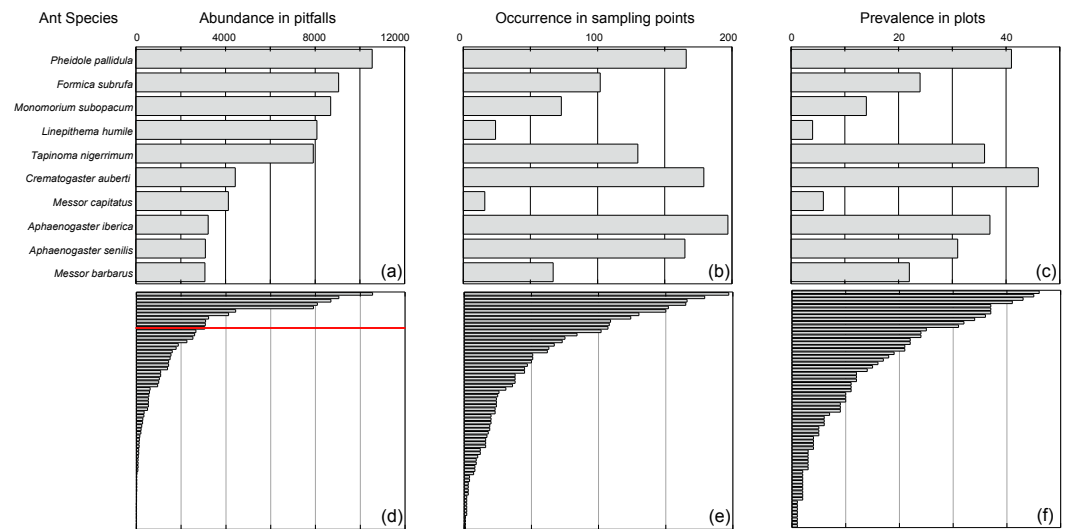 Ant Species Abundance in pitfalls Occurrence in sampling points Prevalence in plots
0 4000 8000 12000 0 100 200 0 20 40
Pheidole pallidula
Formica subrufa
Monomorium subopacum
Linepithema humile
Tapinoma nigerrimum
Crematogaster auberti
Messor capitatus
Aphaenogaster iberica
Aphaenogaster senilis
Messor barbarus
(a) (b) (c)
(d) (e) (f)